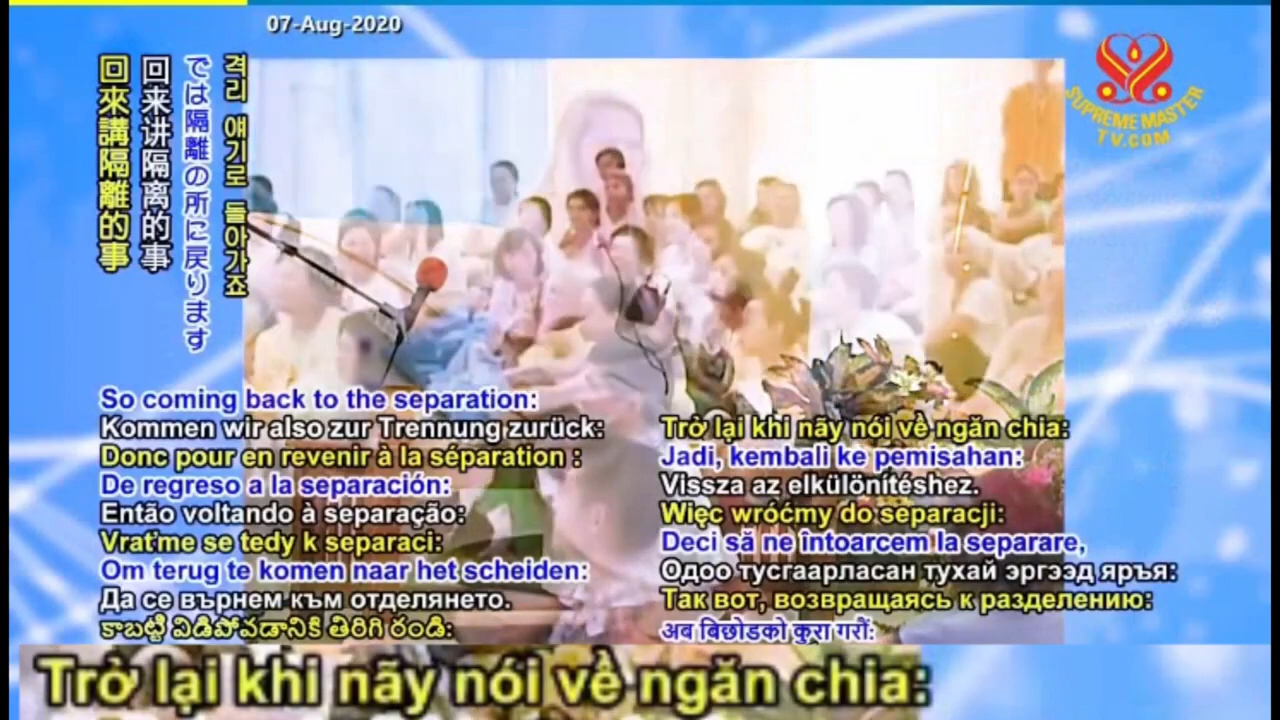 07-Aug-2020
SUPREME MASTER
TV.COM
격리 얘기로 돌아가죠
では隔離の所に戻ります
回来讲隔离的事
回來講隔離的事
So coming back to the separation:
Kommen wir also zur Trennung zurück:
Donc pour en revenir à la séparation :
De regreso a la separación:
Então voltando à separação:
Vraťme se tedy k separaci:
Om terug te komen naar het scheiden:
Да се върнем към отделянето.
కాబట్టి విడిపోవడానికి తిరిగి రండి:
Trở lại khi nãy nói về ngăn chia:
Jadi, kembali ke pemisahan:
Vissza az elkülönítéshez.
Więc wróćmy do separacji:
Deci să ne întoarcem la separare,
Одоо тусгаарласан тухай эргээд яръя:
Так вот, возвращаясь к разделению:
अब बिछोडको कुरा गरौं:
Trở lại khi nãy nói về ngăn chia: